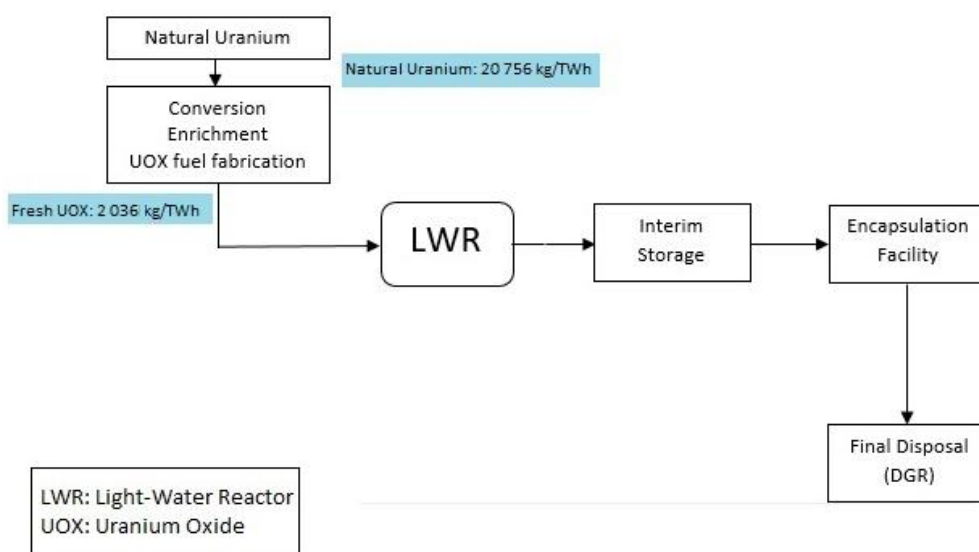 Natural Uranium
Natural Uranium: 20 756 kg/TWh
Conversion
Enrichment
UOX fuel fabrication
Fresh UOX: 2 036 kg/TWh
LWR
Interim
Storage
Encapsulation
Facility
Final Disposal
(DGR)
LWR: Light-Water Reactor
UOX: Uranium Oxide